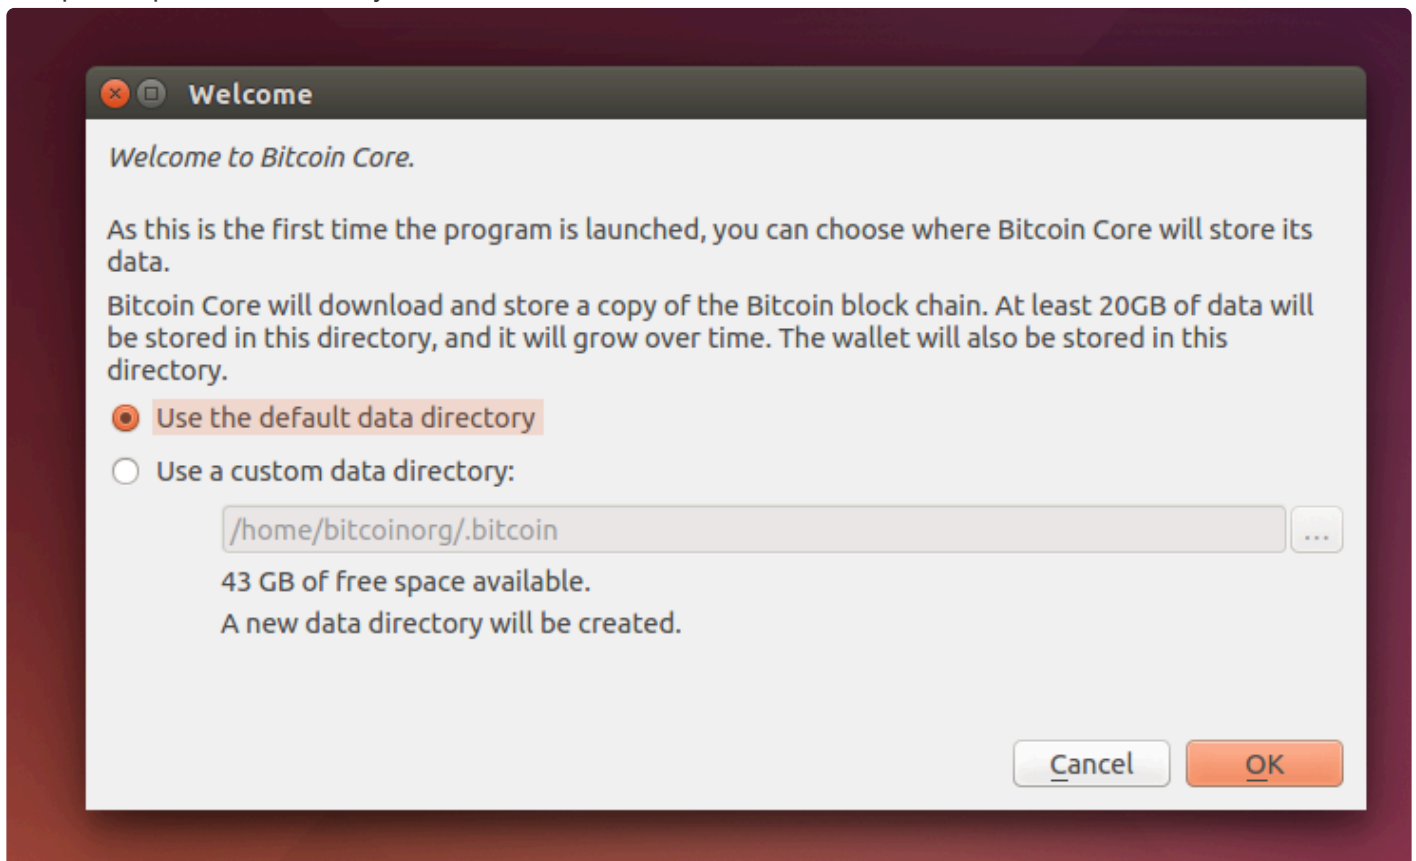 Welcome
Welcome to Bitcoin Core.
As this is the first time the program is launched, you can choose where Bitcoin Core will store its
data.
Bitcoin Core will download and store a copy of the Bitcoin block chain. At least 20GB of data will
be stored in this directory, and it will grow over time. The wallet will also be stored in this
directory.
Use the default data directory
Use a custom data directory:
/home/bitcoinorg/.bitcoin
...
43 GB of free space available.
A new data directory will be created.
Cancel
OK